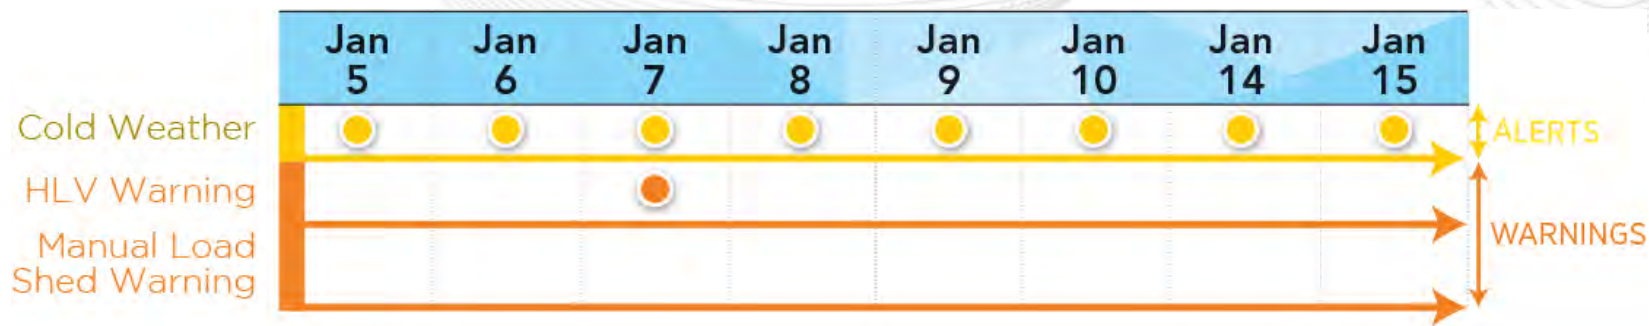 Jan Jan Jan Jan Jan Jan Jan Jan
5 6 7 8 9 10 14 15
Cold Weather
ALERTS
HLV Warning
Manual Load
Shed Warning
WARNINGS